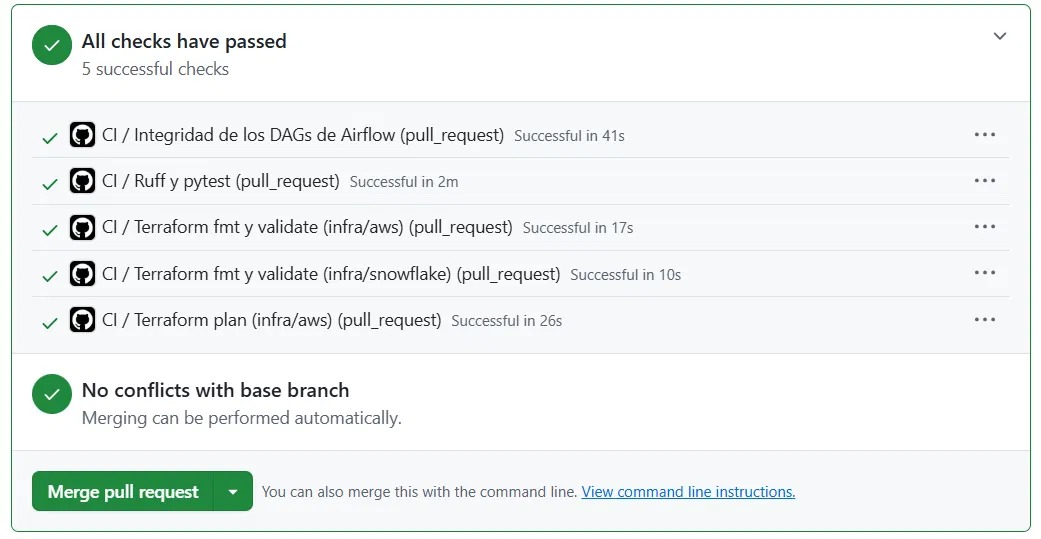 All checks have passed
5 successful checks
CI / Integridad de los DAGs de Airflow (pull_request) Successful in 41s
CI / Ruff y pytest (pull_request) Successful in 2m
CI / Terraform fmt y validate (infra/aws) (pull_request) Successful in 17s
CI / Terraform fmt y validate (infra/snowflake) (pull_request) Successful in 10s
CI / Terraform plan (infra/aws) (pull_request) Successful in 26s
No conflicts with base branch
Merging can be performed automatically.
Merge pull request You can also merge this with the command line. View command line instructions.